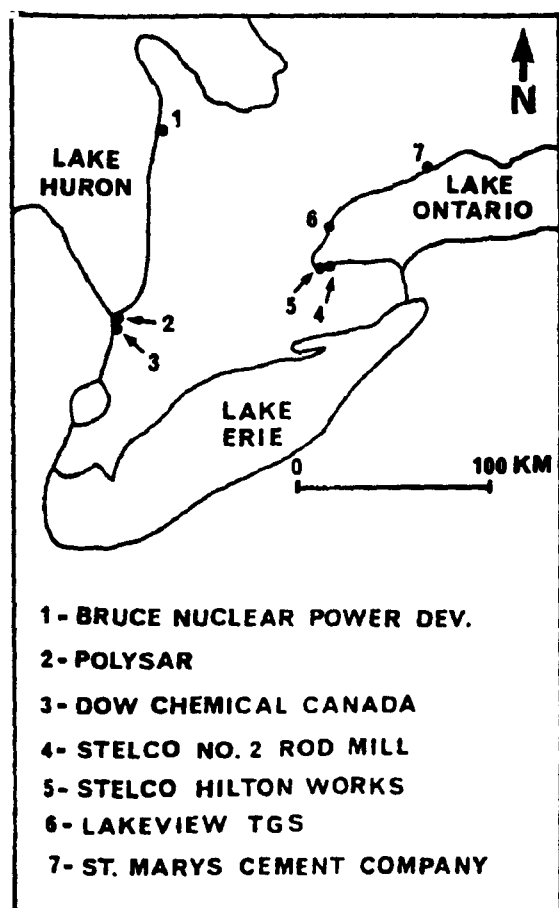 N
1
7
LAKE
HURON
LAKE
ONTARIO
6
5
4
2
3
LAKE
ERIE
0 100 KM
1- BRUCE NUCLEAR POWER DEV.
2- POLYSAR
3- DOW CHEMICAL CANADA
4- STELCO NO. 2 ROD MILL
5- STELCO HILTON WORKS
6- LAKEVIEW TGS
7- ST. MARYS CEMENT COMPANY